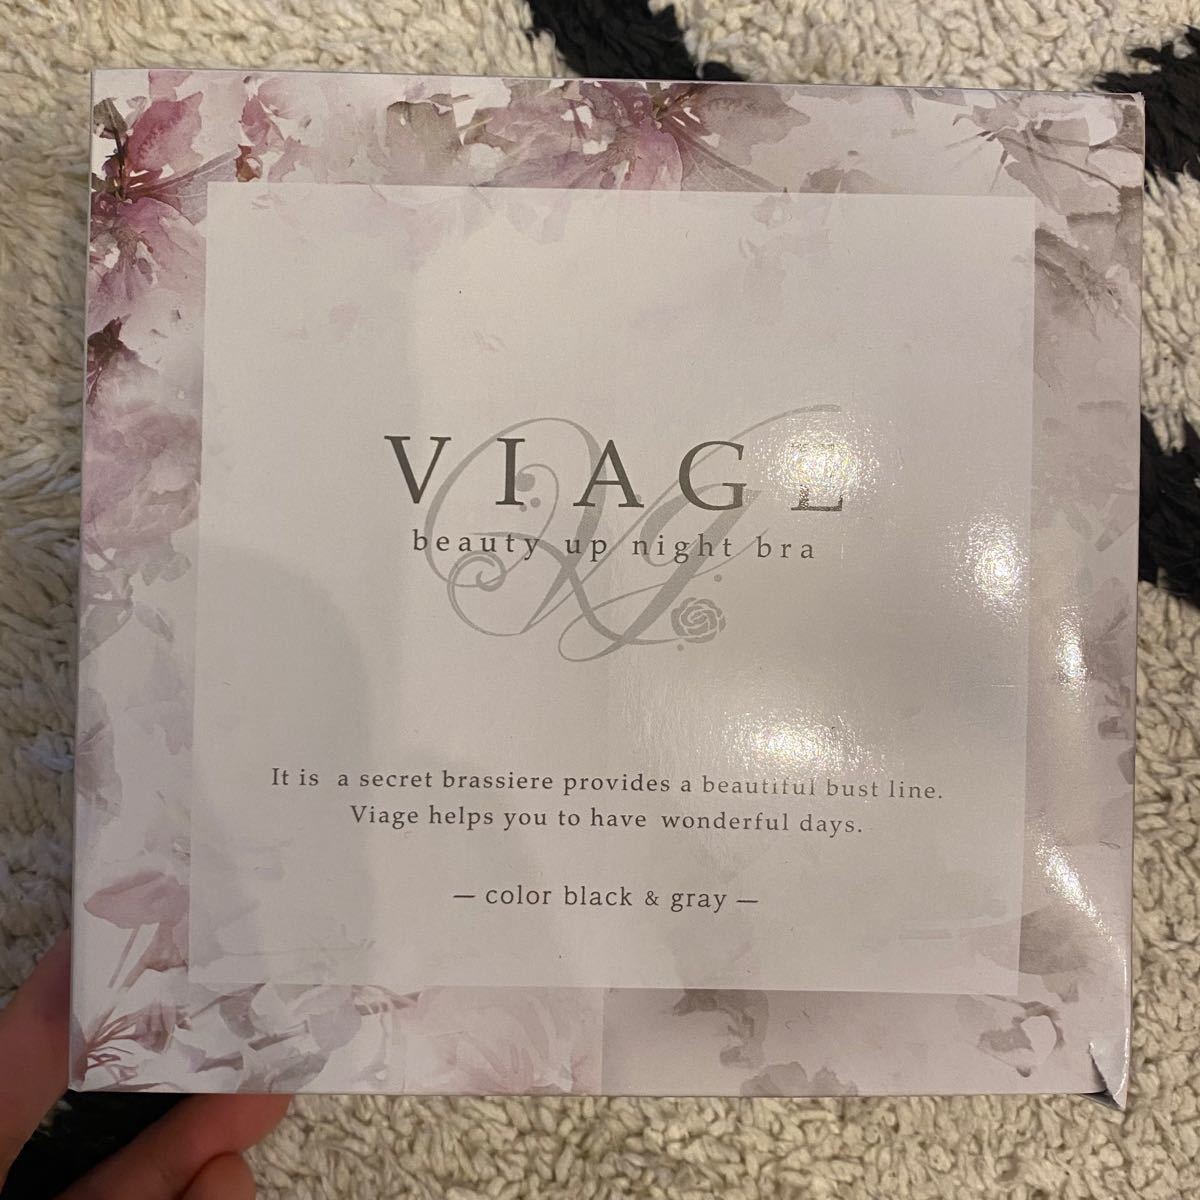 VIAGE
beauty up night bra
It is a secret brassiere provides a beautiful bust line.
Viage helps you to have wonderful days.
— color black & gray —